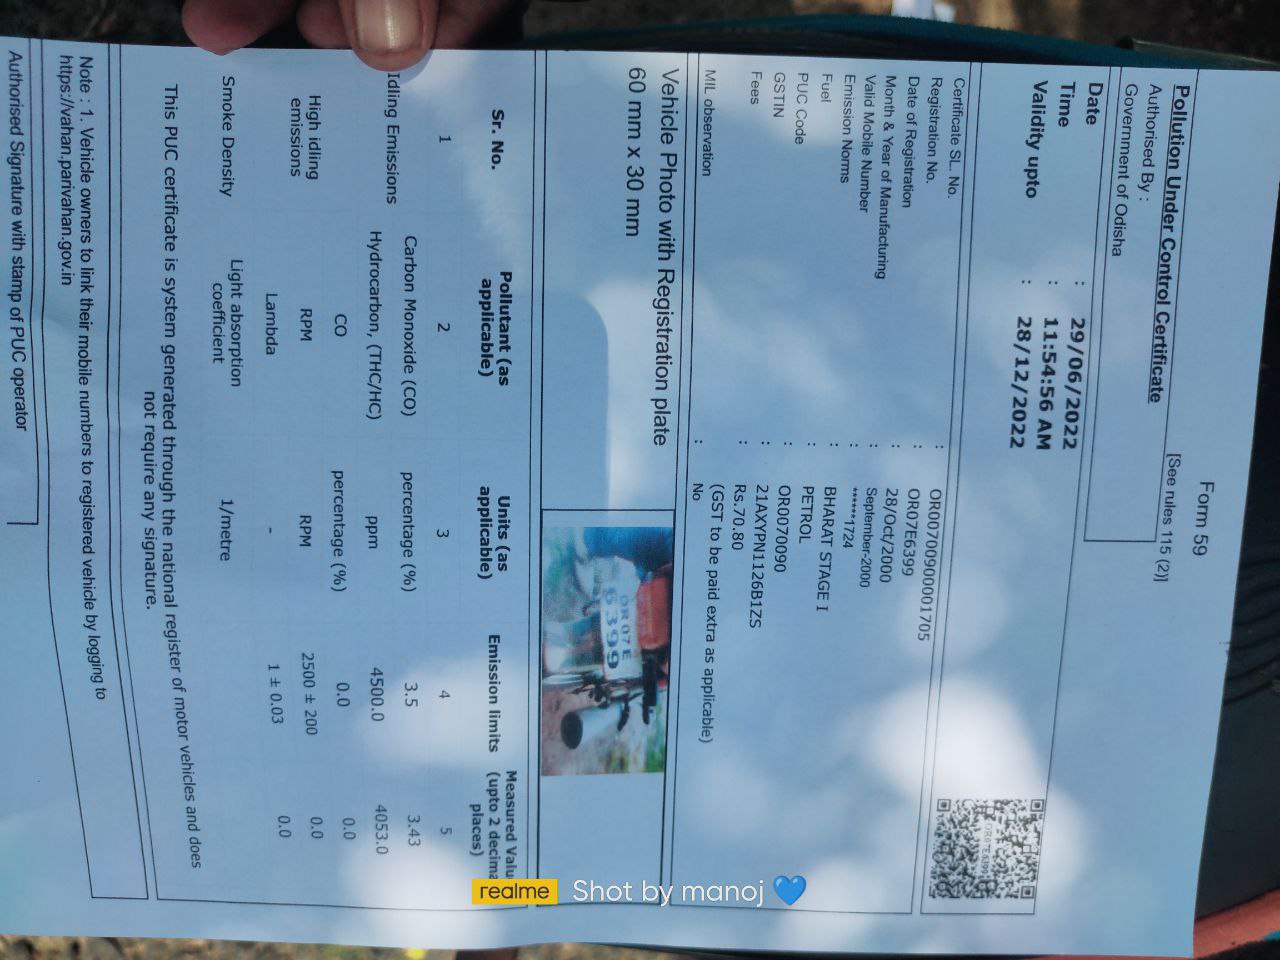 Form 59
[See rules 115 (2)]
Pollution Under Control Certificate
Authorised By :
Government of Odisha
Date : 29/06/2022
Time : 11:54:56 AM
Validity upto : 28/12/2022
Certificate SL. No. : OR00700900001705
Registration No. : OR07E6399
Date of Registration : 28/Oct/2000
Month & Year of Manufacturing : September-2000
Valid Mobile Number : ******1724
Emission Norms : BHARAT STAGE I
Fuel : PETROL
PUC Code : OR0070090
GSTIN : 21AXYPN1126B1ZS
Fees : Rs.70.80
(GST to be paid extra as applicable)
MIL observation : No
Vehicle Photo with Registration plate
60 mm x 30 mm
OR 07 E
6399
Sr. No. Pollutant (as applicable) Units (as applicable) Emission limits Measured Valu (upto 2 decima places)
1 2 3 4 5
Idling Emissions Carbon Monoxide (CO) percentage (%) 3.5 3.43
Hydrocarbon, (THC/HC) ppm 4500.0 4053.0
High idling emissions CO percentage (%) 0.0 0.0
RPM RPM 2500 ± 200 0.0
Lambda - 1 ± 0.03 0.0
Smoke Density Light absorption coefficient 1/metre
This PUC certificate is system generated through the national register of motor vehicles and does
not require any signature.
Note : 1. Vehicle owners to link their mobile numbers to registered vehicle by logging to
https://vahan.parivahan.gov.in
Authorised Signature with stamp of PUC operator
realme Shot by manoj 💙